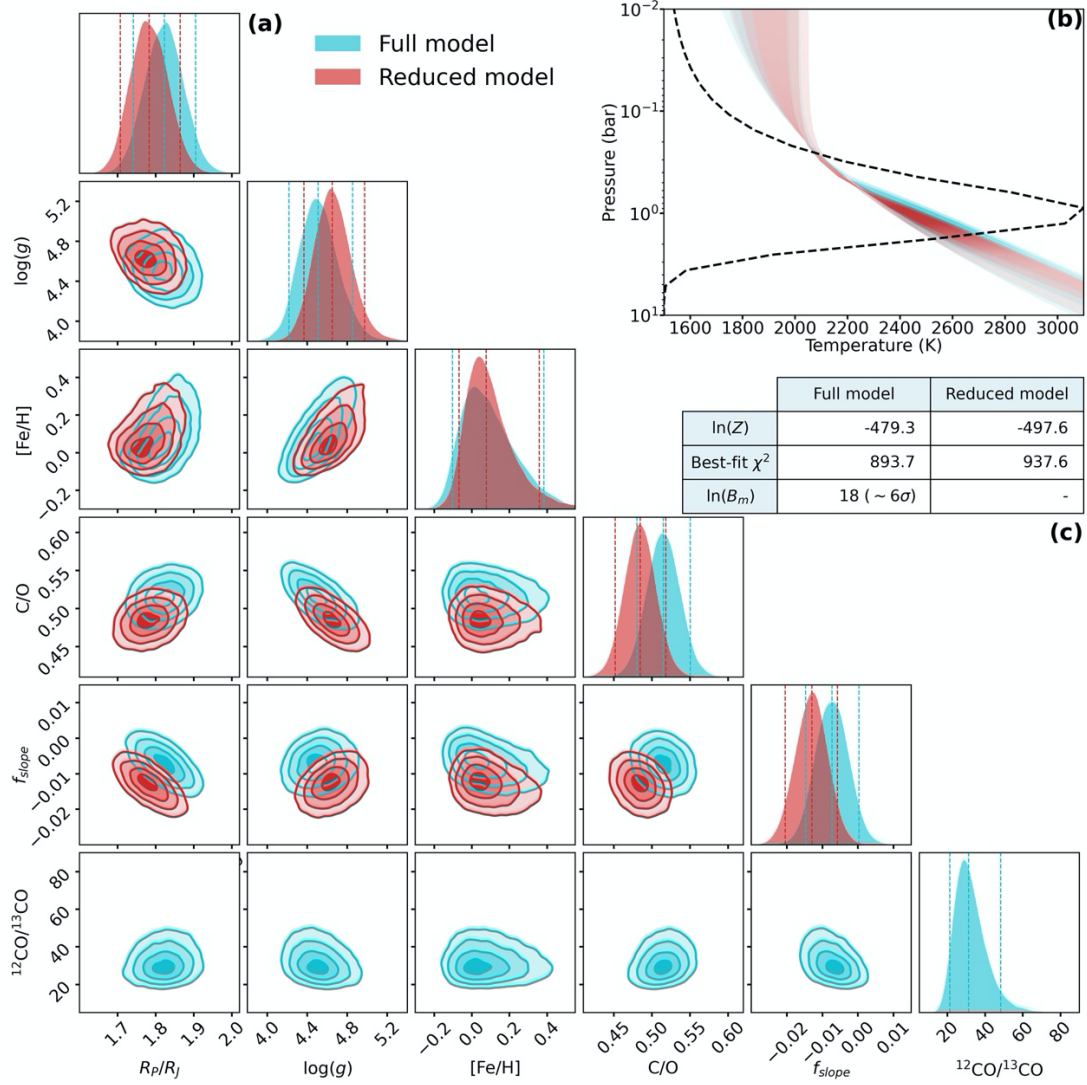 (a)
Full model
Reduced model
(b)
10⁻²
10⁻¹
10⁰
10¹
Pressure (bar)
1600 1800 2000 2200 2400 2600 2800 3000
Temperature (K)
Full model Reduced model
ln(Z) -479.3 -497.6
Best-fit χ² 893.7 937.6
ln(Bₘ) 18 (~6σ) -
(c)
log(g)
5.2
4.8
4.4
4.0
[Fe/H]
0.4
0.2
0.0
−0.2
C/O
0.60
0.55
0.50
0.45
f_slope
0.01
0.00
−0.01
−0.02
¹²CO/¹³CO
80
60
40
20
1.7 1.8 1.9 2.0
4.0 4.4 4.8 5.2
−0.2 0.0 0.2 0.4
0.45 0.50 0.55 0.60
−0.02 −0.01 0.00 0.01
20 40 60 80
R_P/R_J
log(g)
[Fe/H]
C/O
f_slope
¹²CO/¹³CO